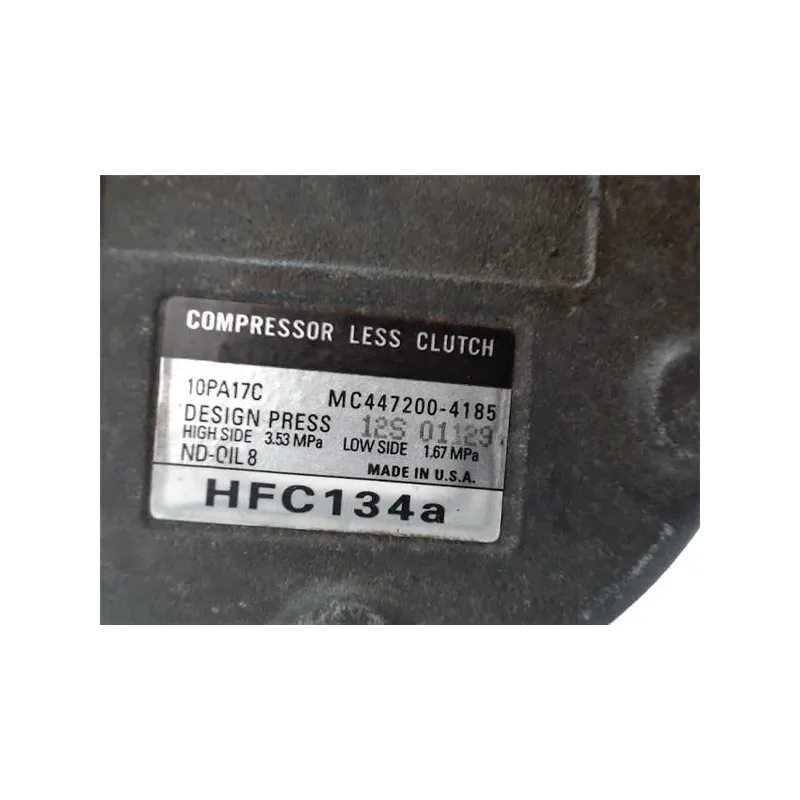 COMPRESSOR LESS CLUTCH
10PA17C MC447200-4185
DESIGN PRESS 12S 01129
HIGH SIDE 3.53 MPa LOW SIDE 1.67 MPa
ND-OIL 8 MADE IN U.S.A.
HFC134a